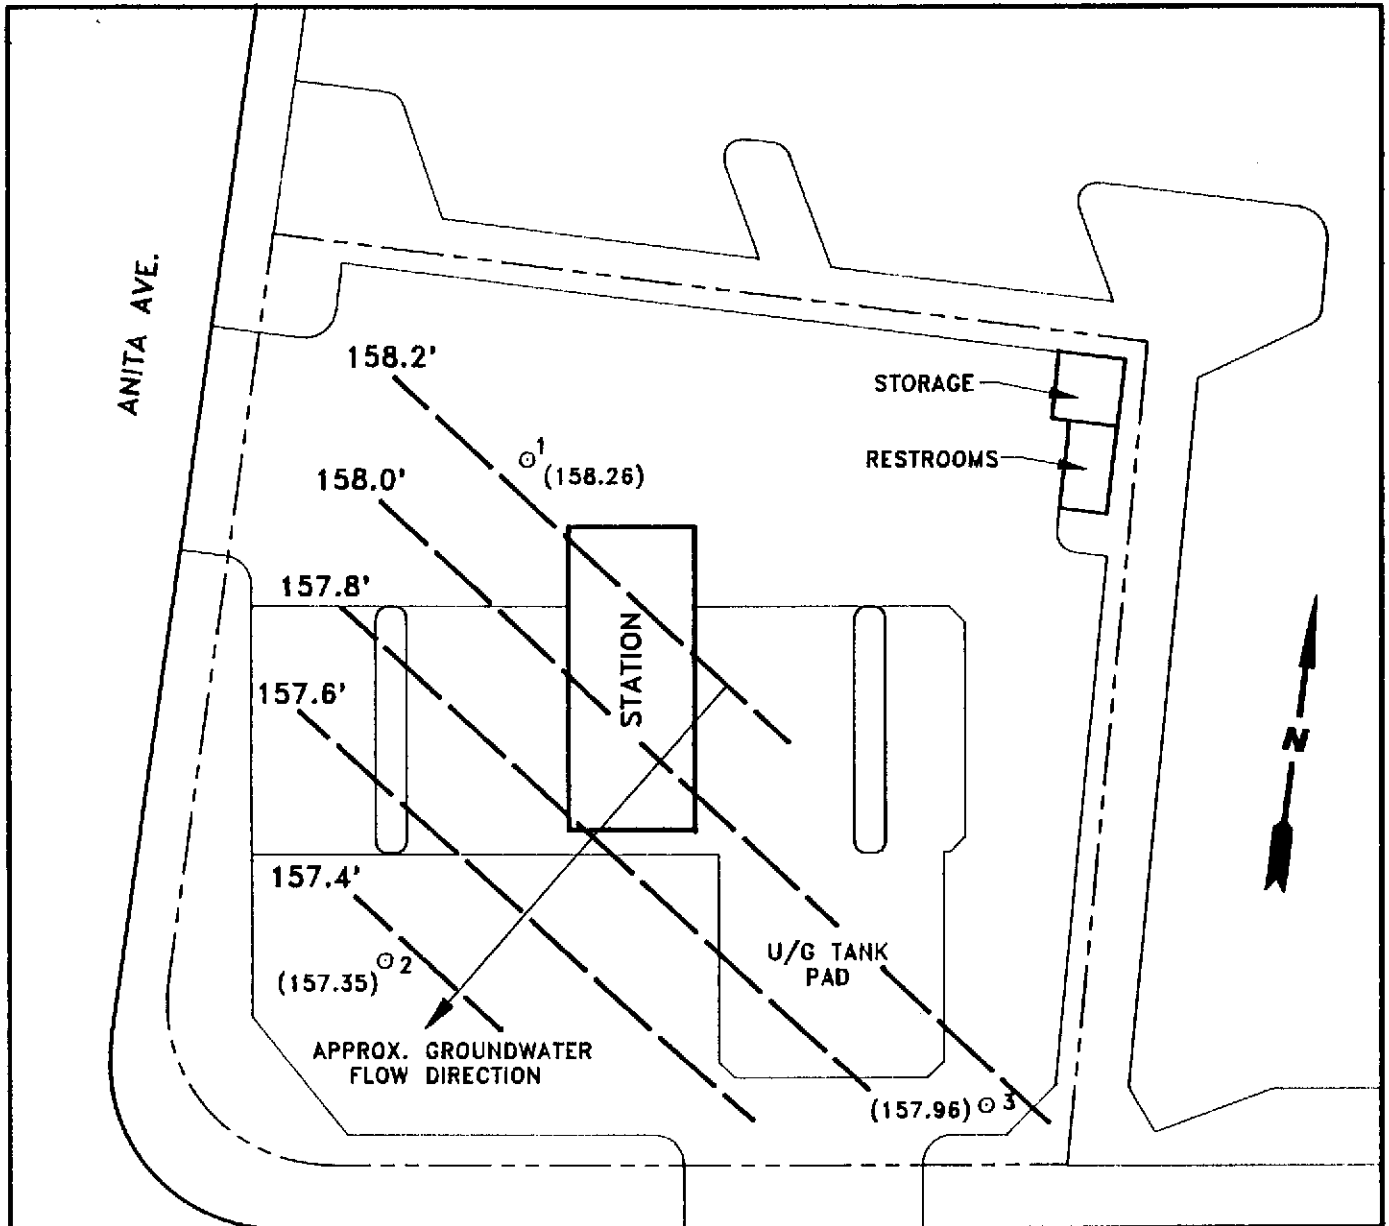 ANITA AVE.
158.2'
STORAGE
1
(158.26)
RESTROOMS
158.0'
157.8'
STATION
157.6'
N
157.4'
U/G TANK
PAD
2
(157.35)
APPROX. GROUNDWATER
FLOW DIRECTION
(157.96)
3